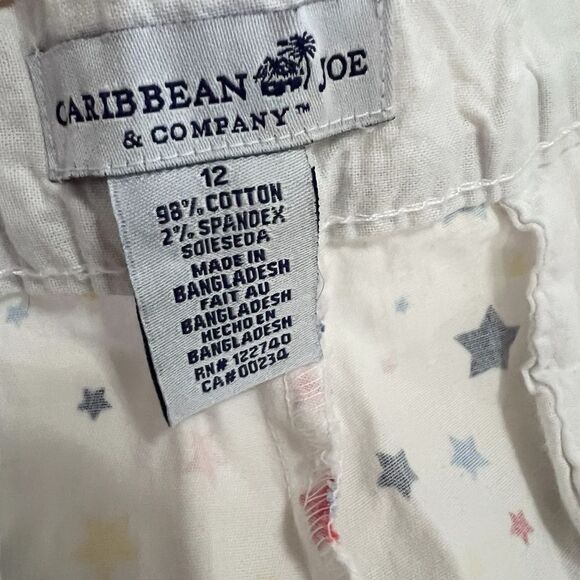 CARIBBEAN JOE
& COMPANY™
12
98% COTTON
2% SPANDEX
SOIESEDA
MADE IN
BANGLADESH
FAIT AU
BANGLADESH
HECHO EN
BANGLADESH
RN# 122740
CA# 00234